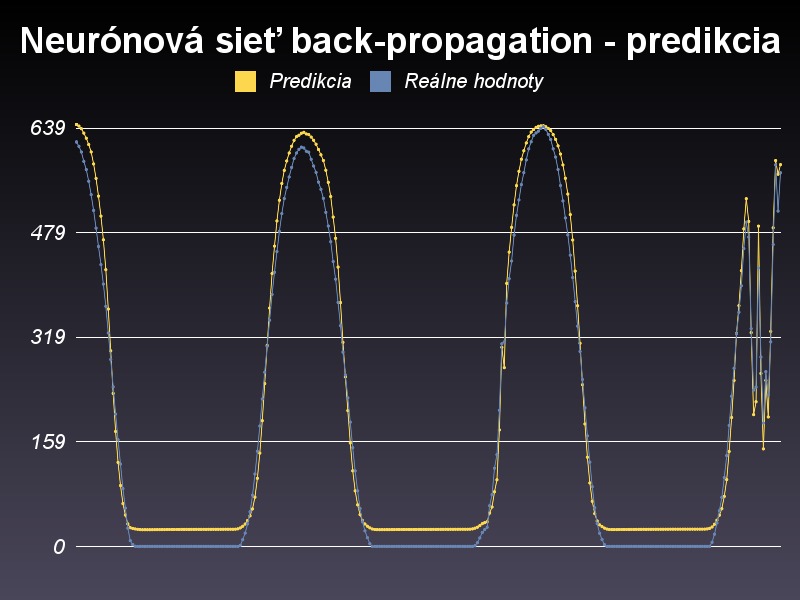 Neurónová sieť back-propagation - predikcia
Predikcia Reálne hodnoty
639
479
319
159
0